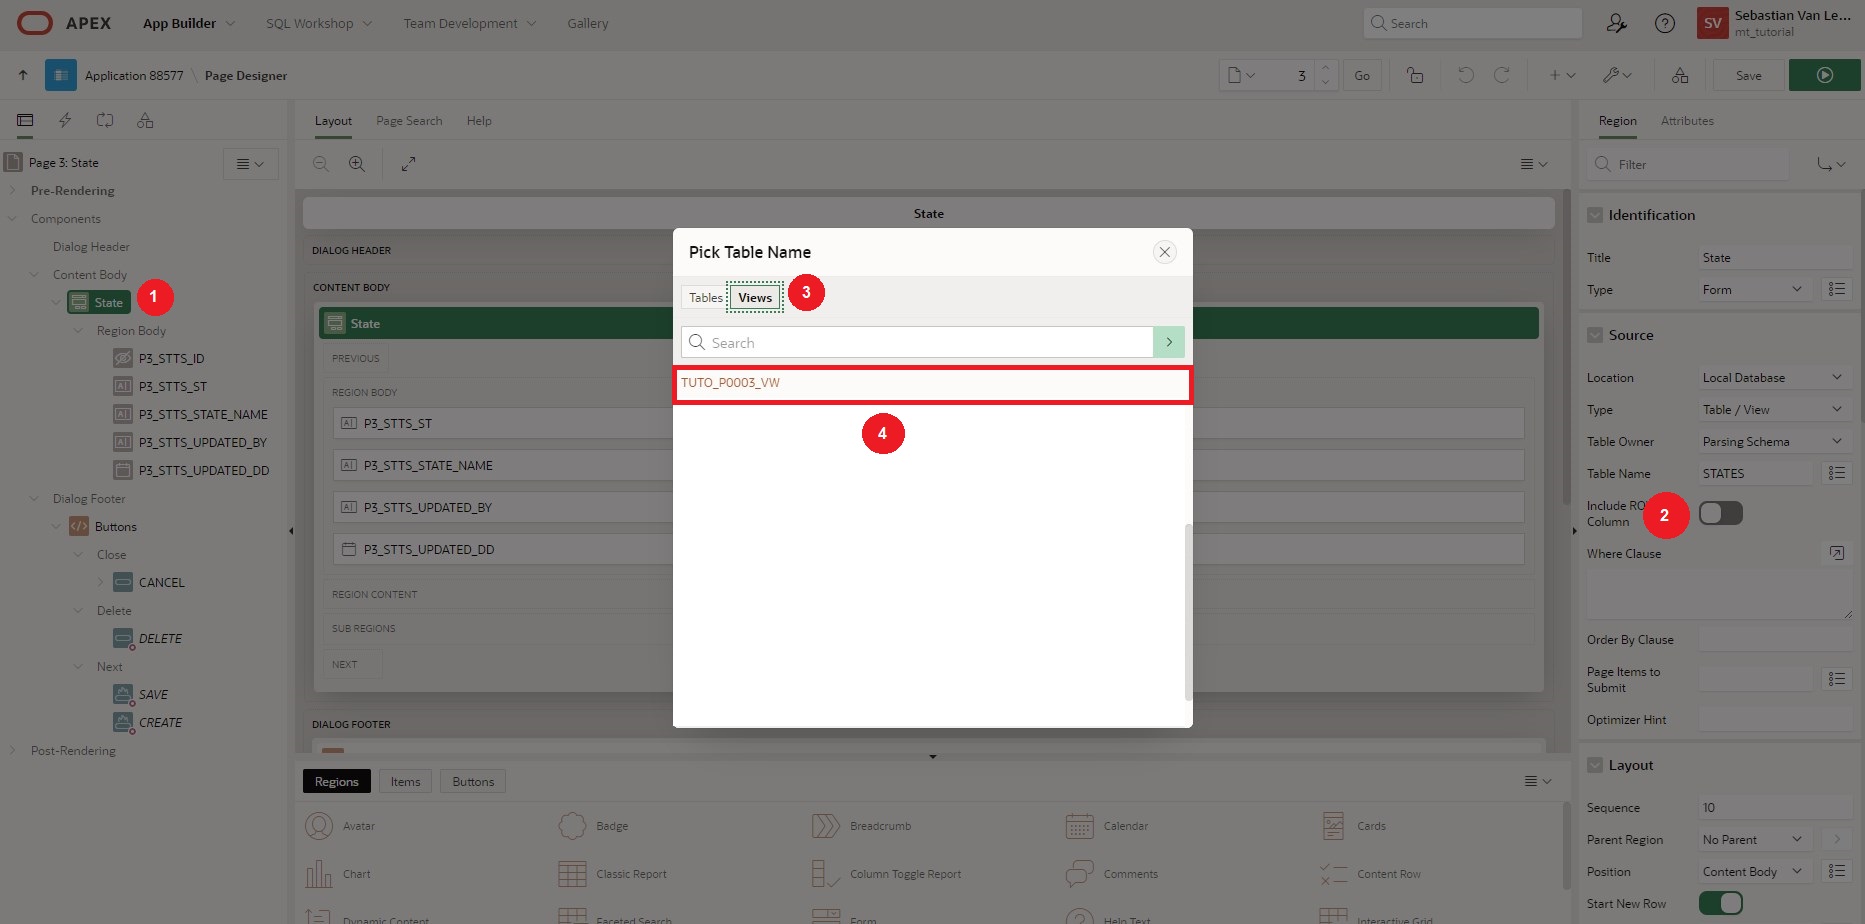 APEX
App Builder
SQL Workshop
Team Development
Gallery
Search
SV
Sebastian Van Le...
mt_tutorial
Application 88577 \ Page Designer
3
Go
Save
Page 3: State
Pre-Rendering
Components
Dialog Header
Content Body
State
1
Region Body
P3_STTS_ID
P3_STTS_ST
P3_STTS_STATE_NAME
P3_STTS_UPDATED_BY
P3_STTS_UPDATED_DD
Dialog Footer
Buttons
Close
CANCEL
Delete
DELETE
Next
SAVE
CREATE
Post-Rendering
Layout
Page Search
Help
State
DIALOG HEADER
CONTENT BODY
State
PREVIOUS
REGION BODY
P3_STTS_ST
P3_STTS_STATE_NAME
P3_STTS_UPDATED_BY
P3_STTS_UPDATED_DD
REGION CONTENT
SUB REGIONS
NEXT
DIALOG FOOTER
Pick Table Name
Tables
Views
3
Search
TUTO_P0003_VW
4
Regions
Items
Buttons
Avatar
Badge
Breadcrumb
Calendar
Cards
Chart
Classic Report
Column Toggle Report
Comments
Content Row
Dynamic Content
Faceted Search
Form
Help Text
Interactive Grid
Region
Attributes
Filter
Identification
Title
State
Type
Form
Source
Location
Local Database
Type
Table / View
Table Owner
Parsing Schema
Table Name
STATES
Include RO
Column
2
Where Clause
Order By Clause
Page Items to
Submit
Optimizer Hint
Layout
Sequence
10
Parent Region
No Parent
Position
Content Body
Start New Row